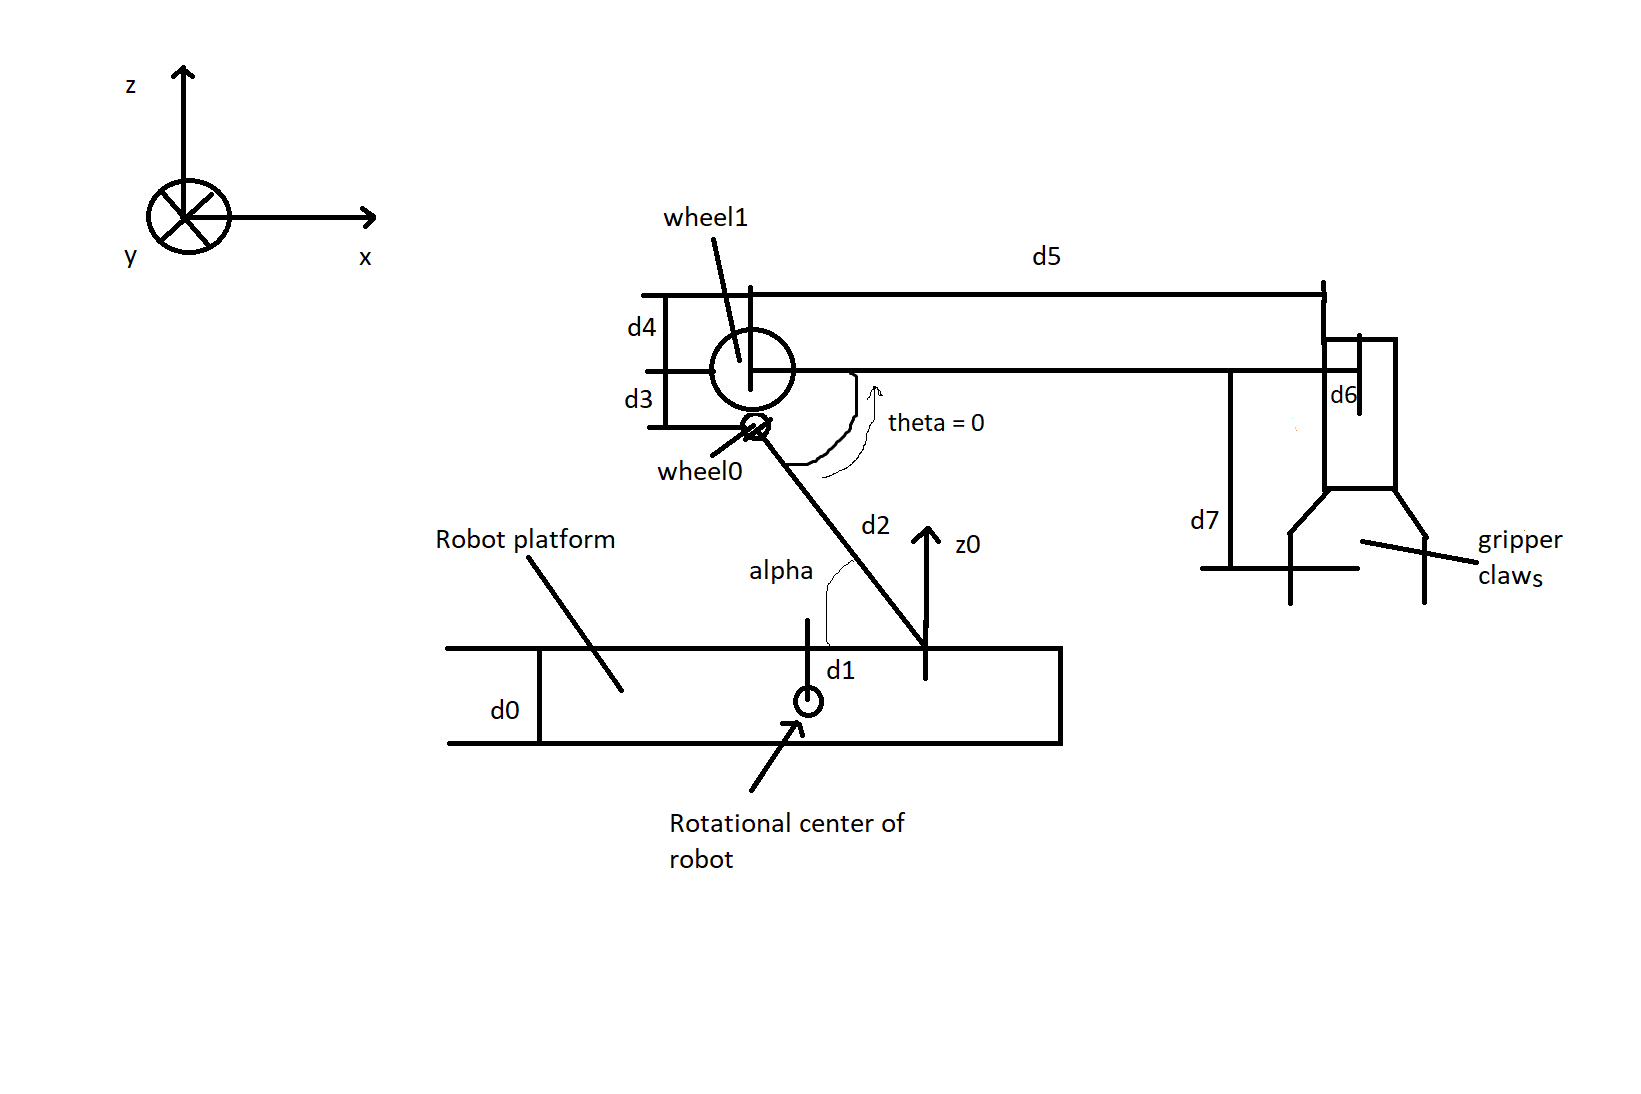 z
y
x
wheel1
d5
d4
d3
d6
theta = 0
wheel0
d2
d7
z0
Robot platform
alpha
gripper
claws
d1
d0
Rotational center of
robot